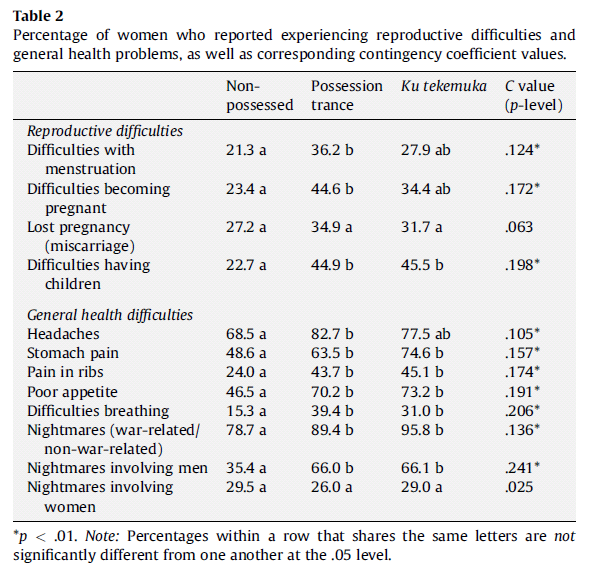 Table 2
Percentage of women who reported experiencing reproductive difficulties and
general health problems, as well as corresponding contingency coefficient values.
Non-possessed Possession trance Ku tekemuka C value (p-level)
Reproductive difficulties
Difficulties with menstruation 21.3 a 36.2 b 27.9 ab .124*
Difficulties becoming pregnant 23.4 a 44.6 b 34.4 ab .172*
Lost pregnancy (miscarriage) 27.2 a 34.9 a 31.7 a .063
Difficulties having children 22.7 a 44.9 b 45.5 b .198*
General health difficulties
Headaches 68.5 a 82.7 b 77.5 ab .105*
Stomach pain 48.6 a 63.5 b 74.6 b .157*
Pain in ribs 24.0 a 43.7 b 45.1 b .174*
Poor appetite 46.5 a 70.2 b 73.2 b .191*
Difficulties breathing 15.3 a 39.4 b 31.0 b .206*
Nightmares (war-related/non-war-related) 78.7 a 89.4 b 95.8 b .136*
Nightmares involving men 35.4 a 66.0 b 66.1 b .241*
Nightmares involving women 29.5 a 26.0 a 29.0 a .025
*p < .01. Note: Percentages within a row that shares the same letters are not
significantly different from one another at the .05 level.